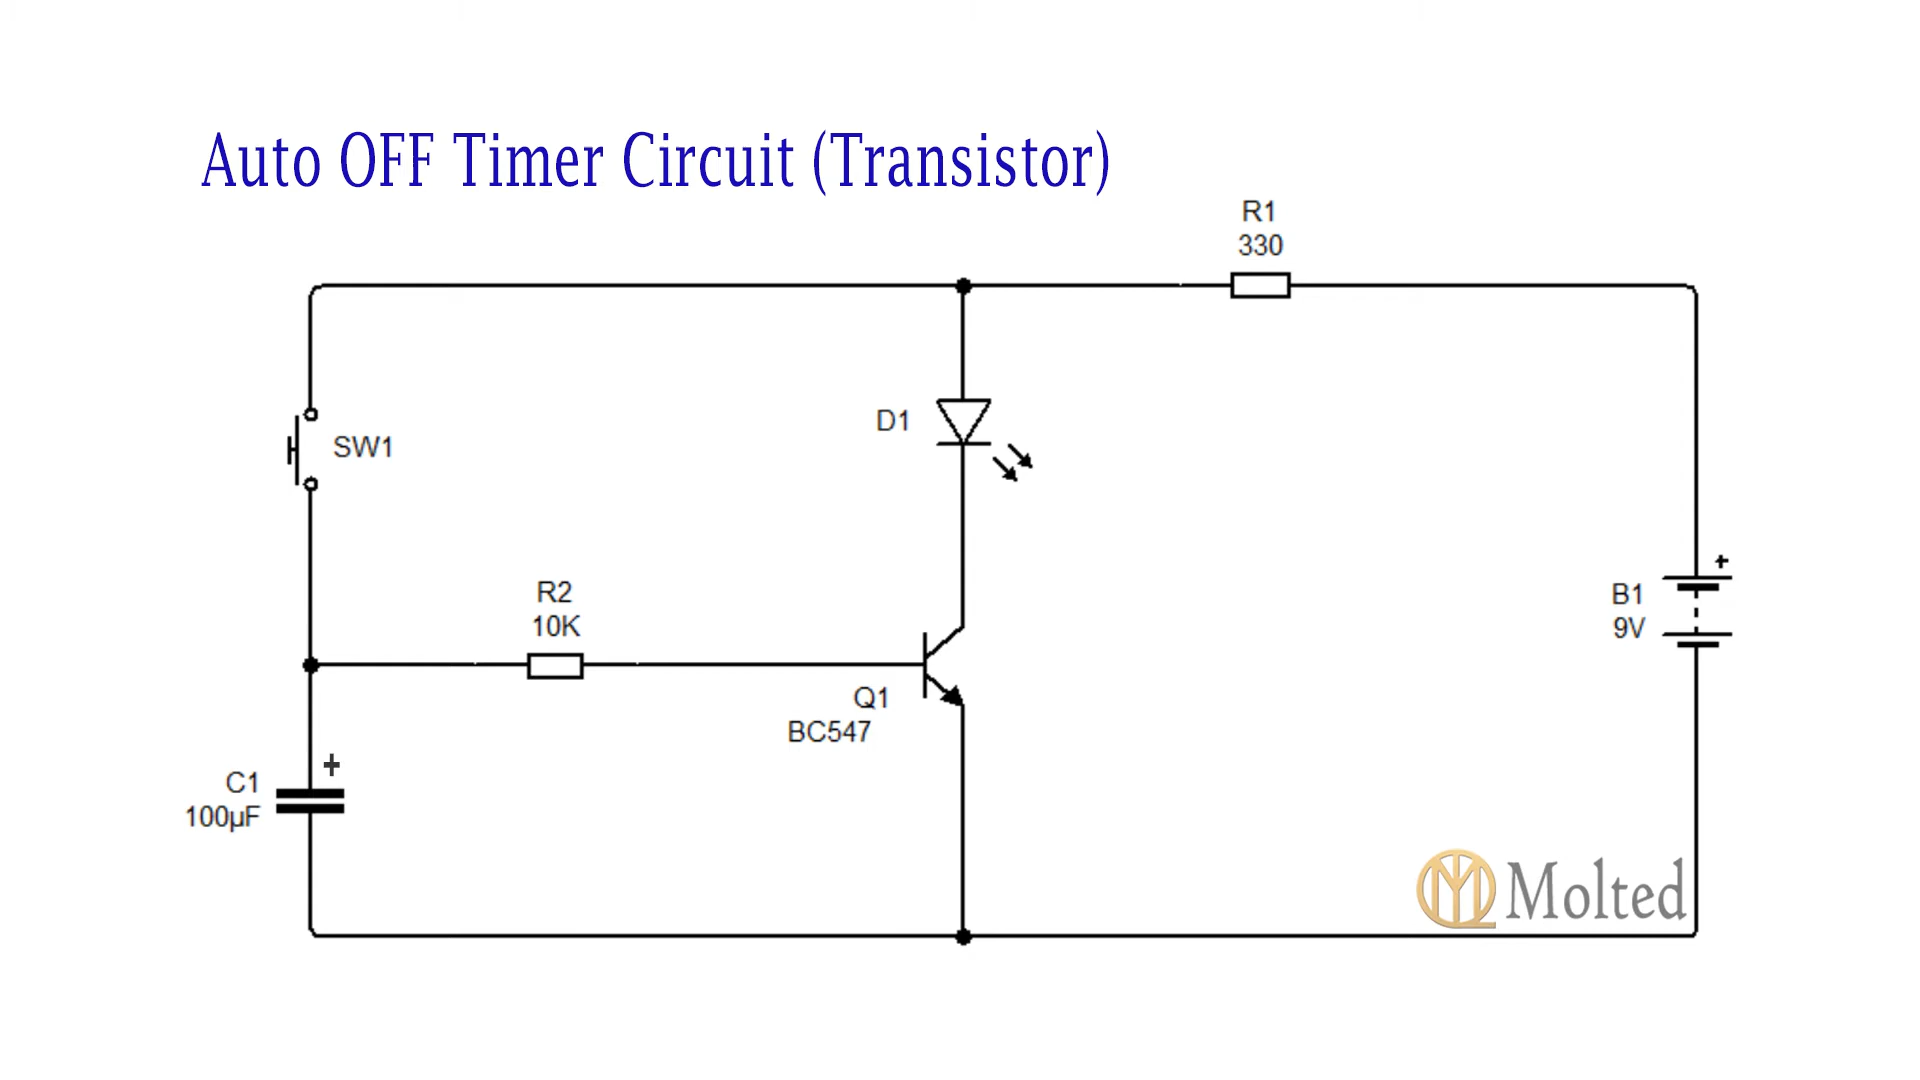 Auto OFF Timer Circuit (Transistor)
R1
330
D1
SW1
R2
10K
B1
9V
Q1
BC547
+
C1
100µF
+
Molted